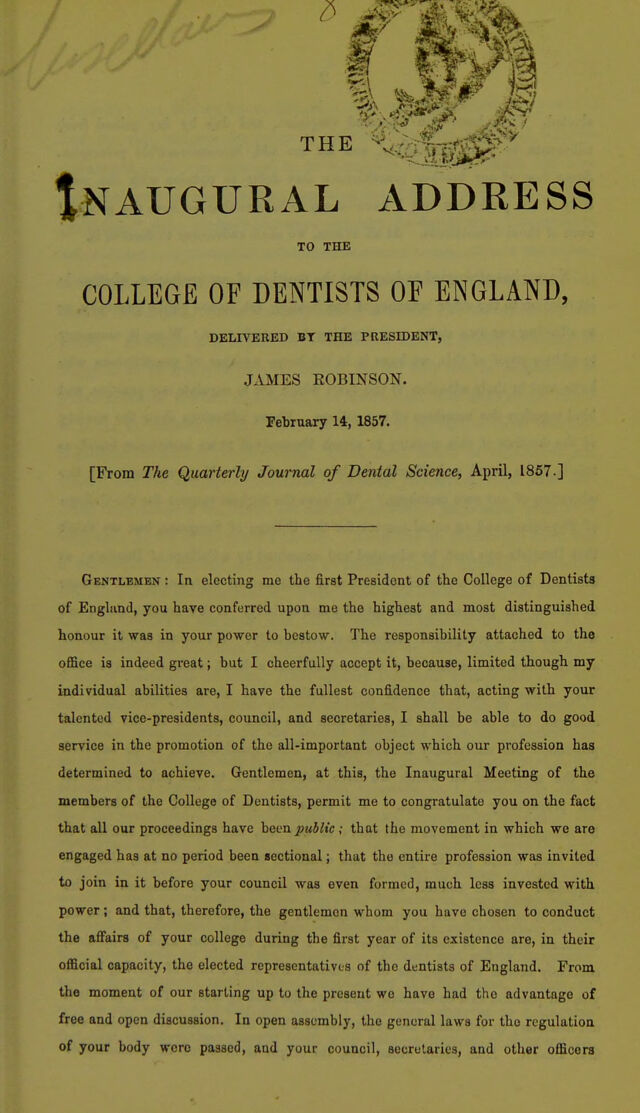 8
THE
INAUGURAL ADDRESS
TO THE
COLLEGE OF DENTISTS OF ENGLAND,
DELIVERED BY THE PRESIDENT,
JAMES ROBINSON.
February 14, 1857.
[From The Quarterly Journal of Dental Science, April, 1857.]
GENTLEMEN: In electing me the first President of the College of Dentists
of England, you have conferred upon me the highest and most distinguished
honour it was in your power to bestow. The responsibility attached to the
office is indeed great; but I cheerfully accept it, because, limited though my
individual abilities are, I have the fullest confidence that, acting with your
talented vice-presidents, council, and secretaries, I shall be able to do good
service in the promotion of the all-important object which our profession has
determined to achieve. Gentlemen, at this, the Inaugural Meeting of the
members of the College of Dentists, permit me to congratulate you on the fact
that all our proceedings have been public; that the movement in which we are
engaged has at no period been sectional; that the entire profession was invited
to join in it before your council was even formed, much less invested with
power; and that, therefore, the gentlemen whom you have chosen to conduct
the affairs of your college during the first year of its existence are, in their
official capacity, the elected representatives of the dentists of England. From
the moment of our starting up to the present we have had the advantage of
free and open discussion. In open assembly, the general laws for the regulation
of your body were passed, and your council, secretaries, and other officers